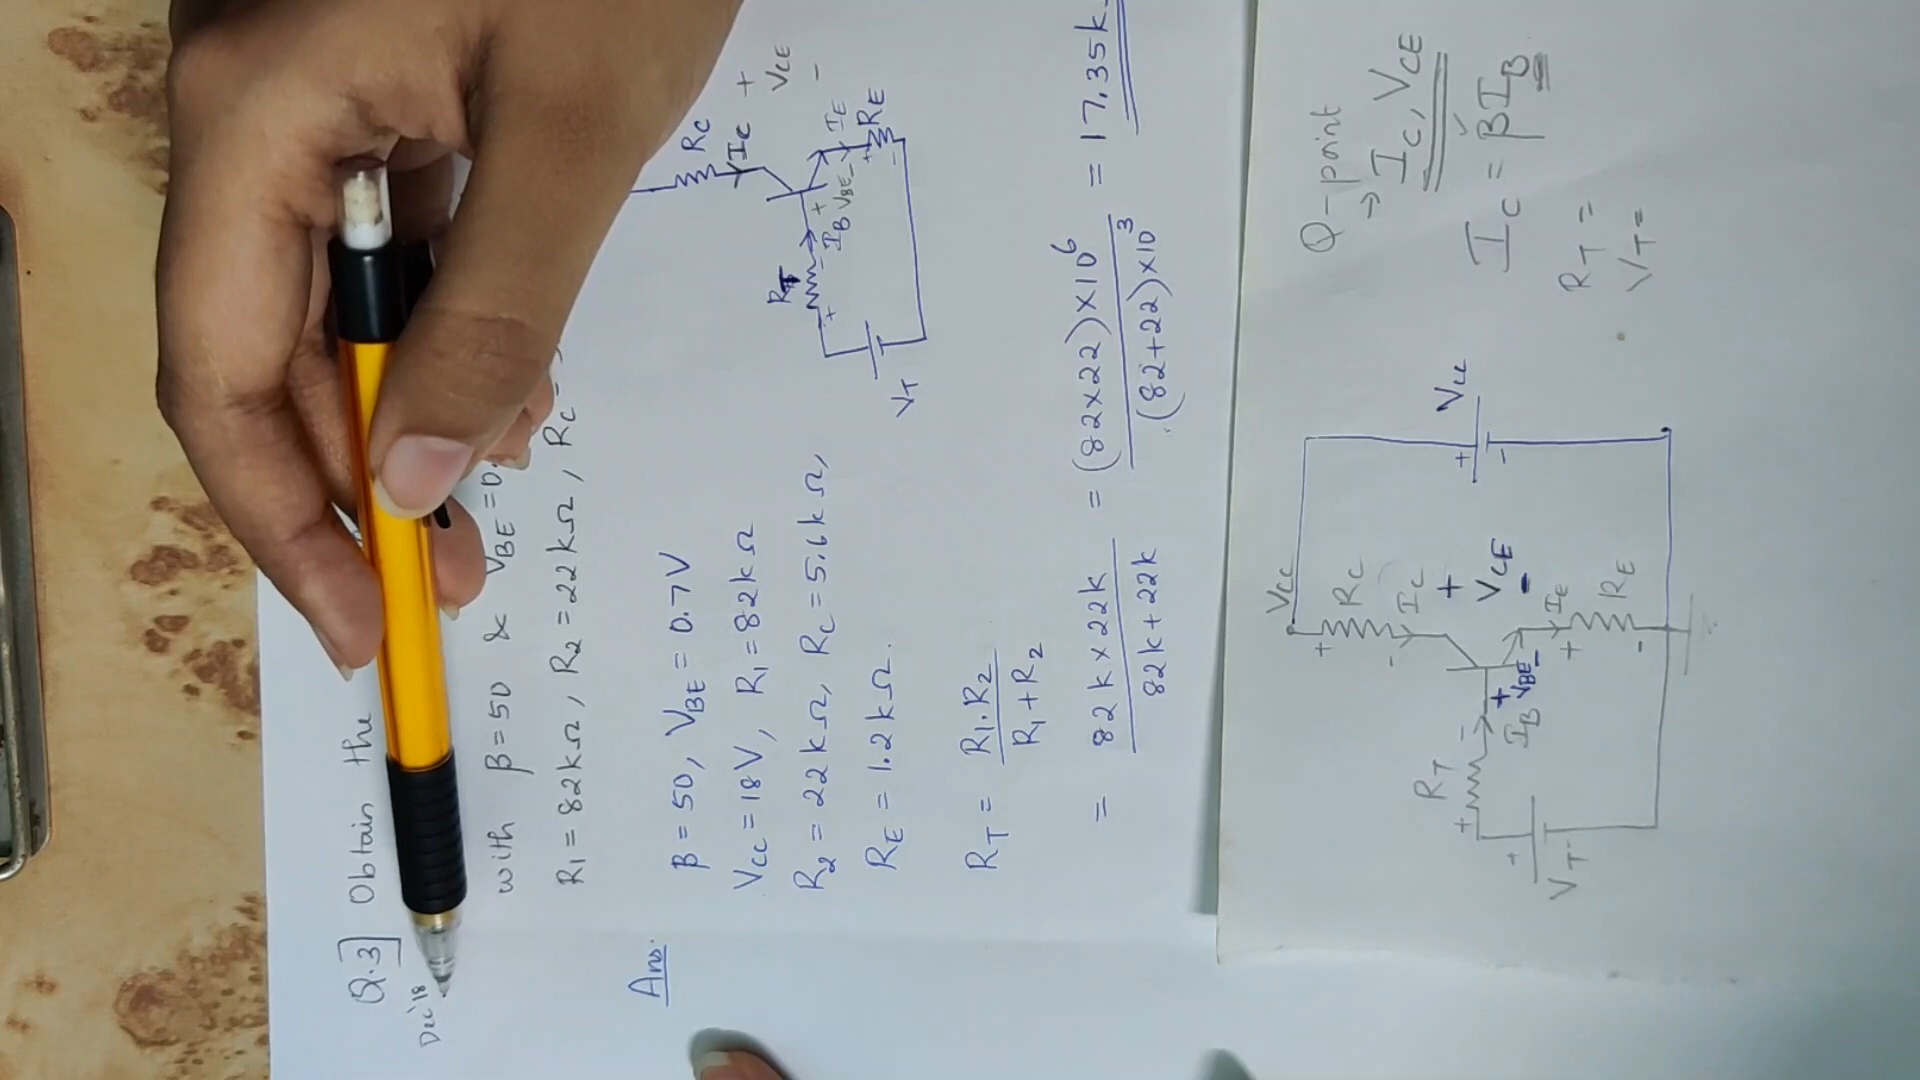 Q.3] Obtain the
Dec'18
with β=50 & VBE=0.
R1=82kΩ, R2=22kΩ, RC=
Ans.
β=50, VBE=0.7V
VCC=18V, R1=82kΩ
R2=22kΩ, RC=5.6kΩ,
RE=1.2kΩ.
RC
IC
+
VCE
-
RT
+ -
IB
+
VBE
-
IE
+
RE
-
VT
RT = R1.R2 / R1+R2
= 82k×22k / 82k+22k = (82×22)×10^6 / (82+22)×10^3 = 17.35k
VCC
+
RC
-
IC
+
VCE
-
RT
+ -
IB
+
VBE
-
IE
+
RE
-
+
VT
+
VCC
-
Q-point
→ IC, VCE
IC = βIB
RT =
VT=